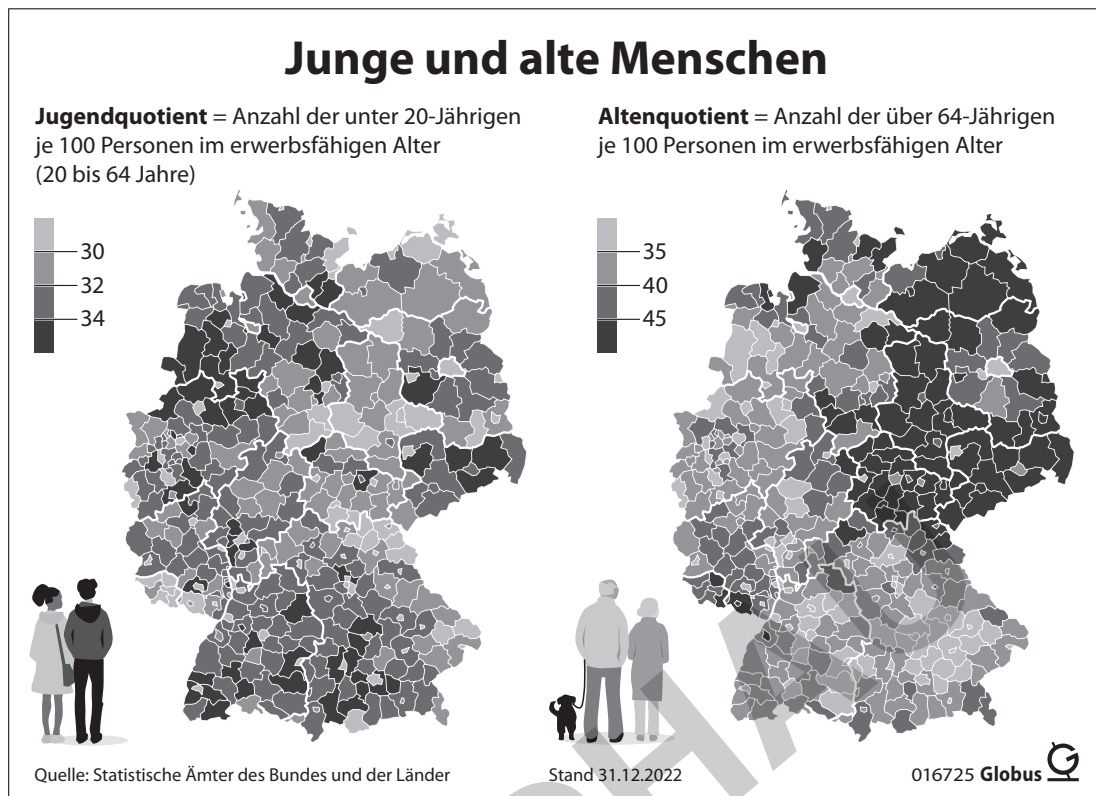 Junge und alte Menschen
Jugendquotient = Anzahl der unter 20-Jährigen
je 100 Personen im erwerbsfähigen Alter
(20 bis 64 Jahre)
30
32
34
Altenquotient = Anzahl der über 64-Jährigen
je 100 Personen im erwerbsfähigen Alter
35
40
45
Quelle: Statistische Ämter des Bundes und der Länder
Stand 31.12.2022
016725 Globus